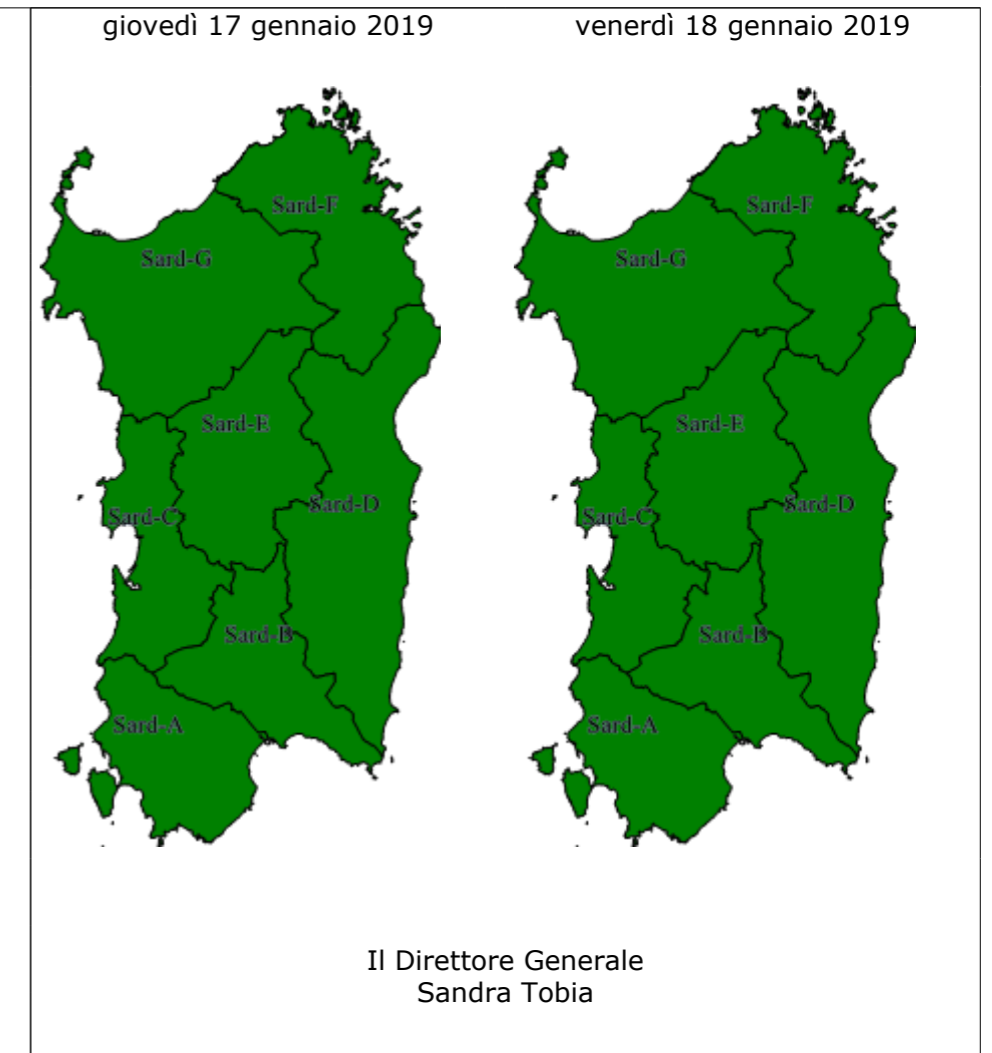 giovedì 17 gennaio 2019
venerdì 18 gennaio 2019
Sard-F
Sard-G
Sard-E
Sard-D
Sard-C
Sard-B
Sard-A
Sard-F
Sard-G
Sard-E
Sard-D
Sard-C
Sard-B
Sard-A
Il Direttore Generale
Sandra Tobia